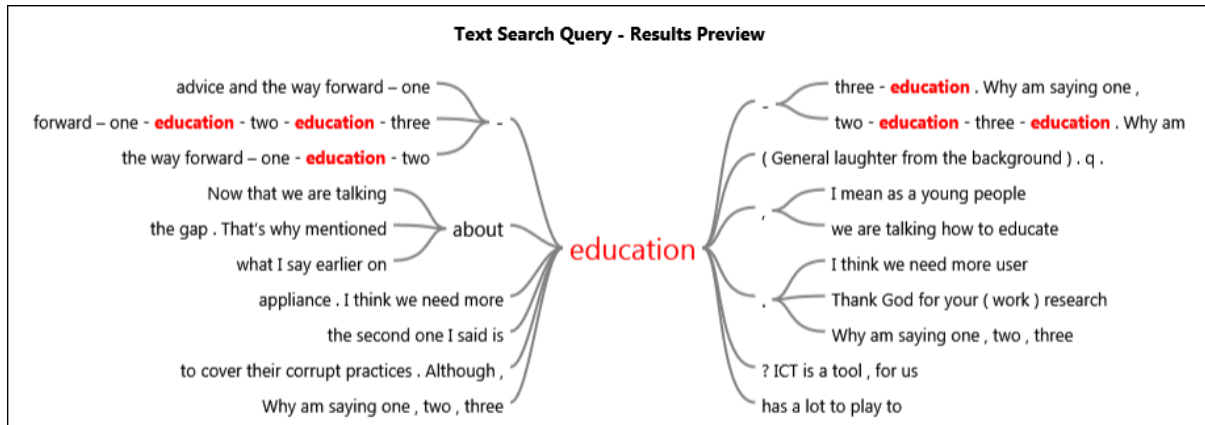 Text Search Query - Results Preview
advice and the way forward – one
forward – one - education - two - education - three
the way forward – one - education - two
-
Now that we are talking
the gap . That's why mentioned
what I say earlier on
about
appliance . I think we need more
the second one I said is
to cover their corrupt practices . Although ,
Why am saying one , two , three
education
-
three - education . Why am saying one ,
two - education - three - education . Why am
( General laughter from the background ) . q .
,
I mean as a young people
we are talking how to educate
.
I think we need more user
Thank God for your ( work ) research
Why am saying one , two , three
? ICT is a tool , for us
has a lot to play to